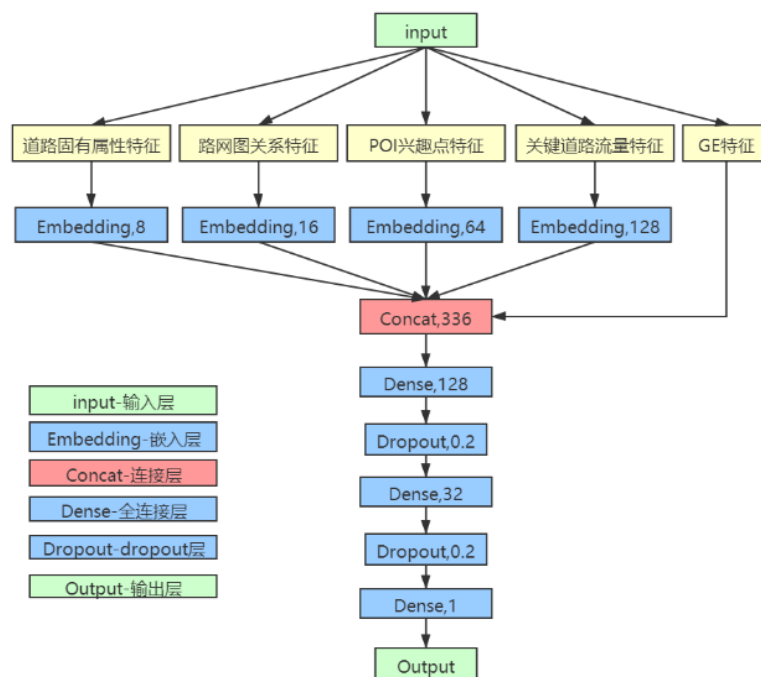 input
道路固有属性特征
路网图关系特征
POI兴趣点特征
关键道路流量特征
GE特征
Embedding,8
Embedding,16
Embedding,64
Embedding,128
Concat,336
Dense,128
Dropout,0.2
Dense,32
Dropout,0.2
Dense,1
Output
input-输入层
Embedding-嵌入层
Concat-连接层
Dense-全连接层
Dropout-dropout层
Output-输出层